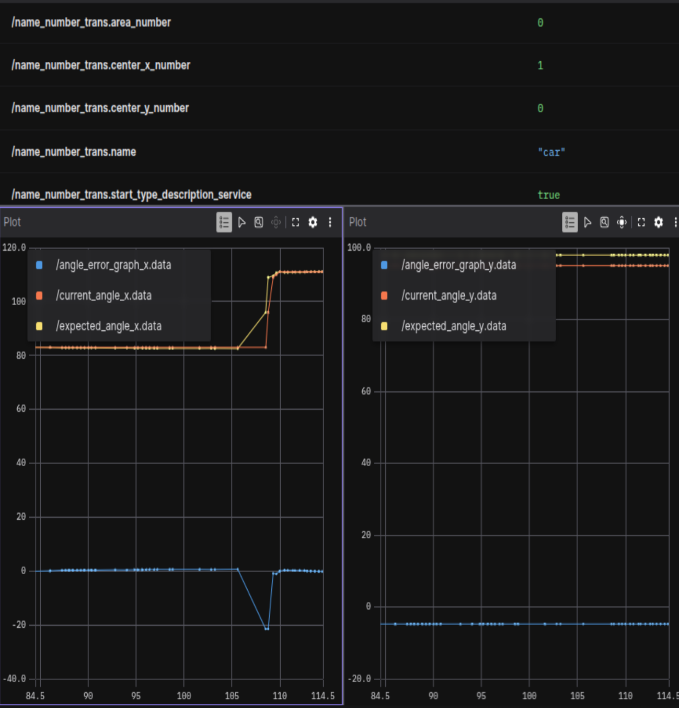 /name_number_trans.area_number 0
/name_number_trans.center_x_number 1
/name_number_trans.center_y_number 0
/name_number_trans.name "car"
/name_number_trans.start_type_description_service true
Plot
120.0
/angle_error_graph_x.data
/current_angle_x.data
100
/expected_angle_x.data
80
60
40
20
0
-20
-40.0
84.5 90 95 100 105 110 114.5
Plot
100.0
/angle_error_graph_y.data
/current_angle_y.data
80
/expected_angle_y.data
60
40
20
0
-20.0
84.5 90 95 100 105 110 114.5